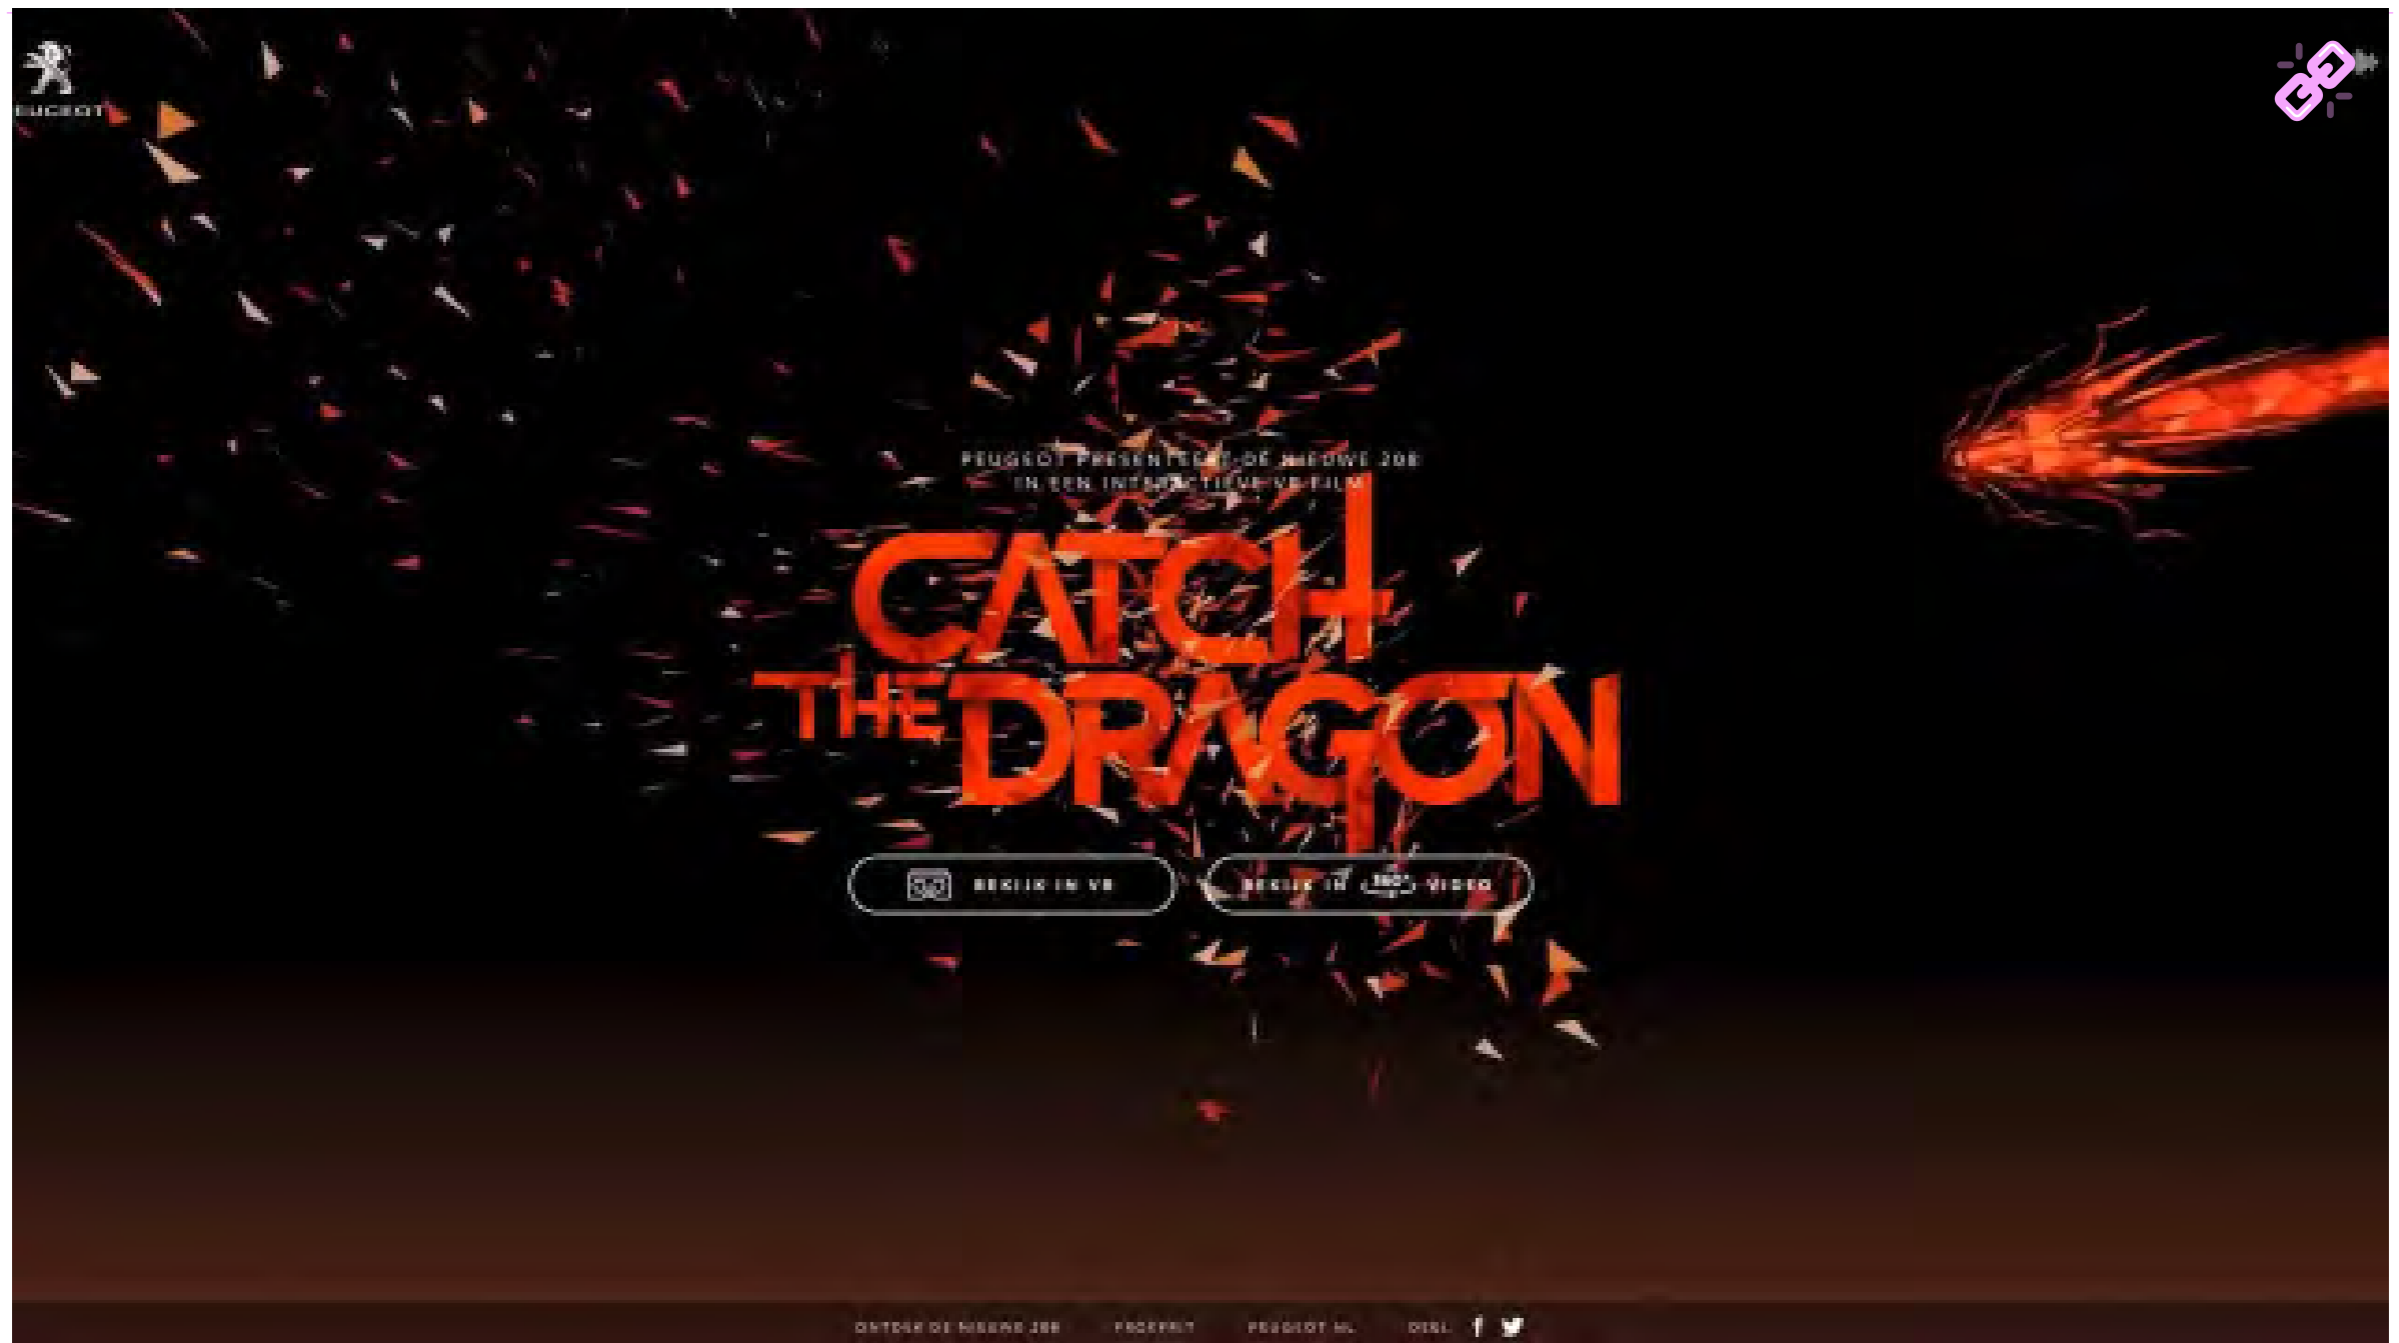 PEUGEOT
PEUGEOT PRESENTEERT DE NIEUWE 208
IN EEN INTERACTIEVE VR FILM
CATCH
THE DRAGON
BEKIJK IN VR
BEKIJK IN 360° VIDEO
ONTDEK DE NIEUWE 208
PROEFRIT
PEUGEOT.NL
DEEL